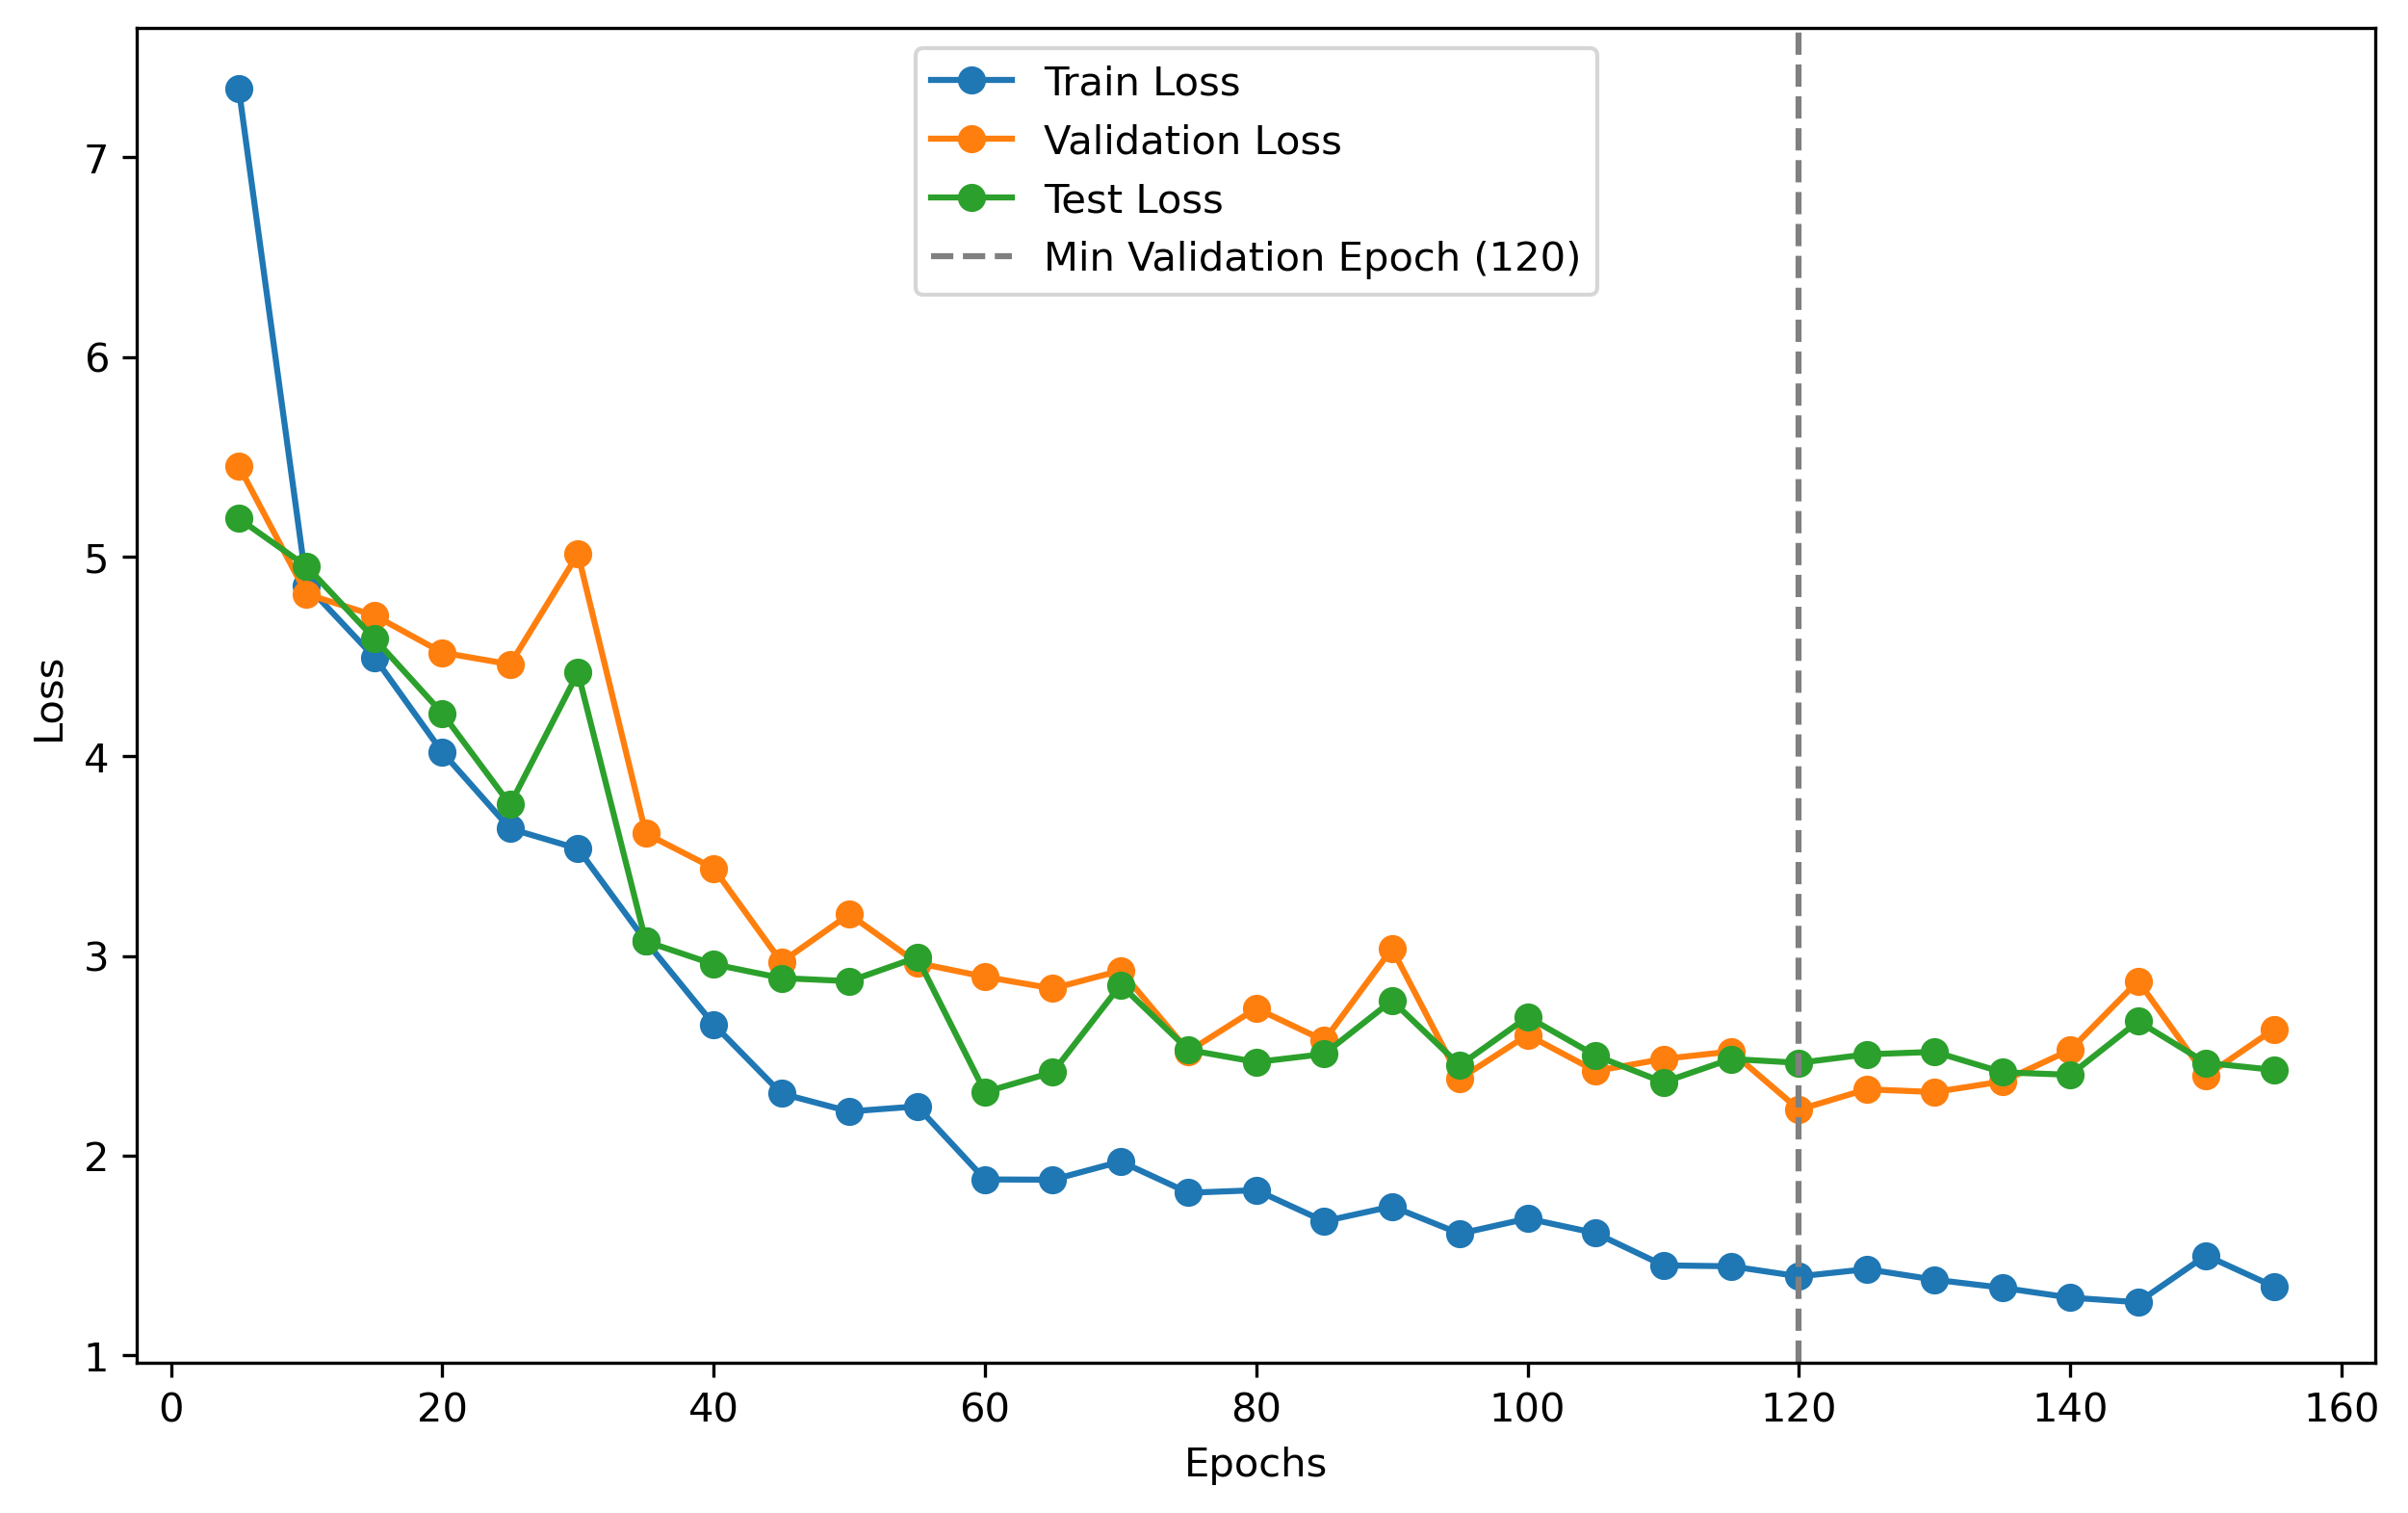 Train Loss
Validation Loss
Test Loss
Min Validation Epoch (120)
7
6
5
4
3
2
1
Loss
0 20 40 60 80 100 120 140 160
Epochs